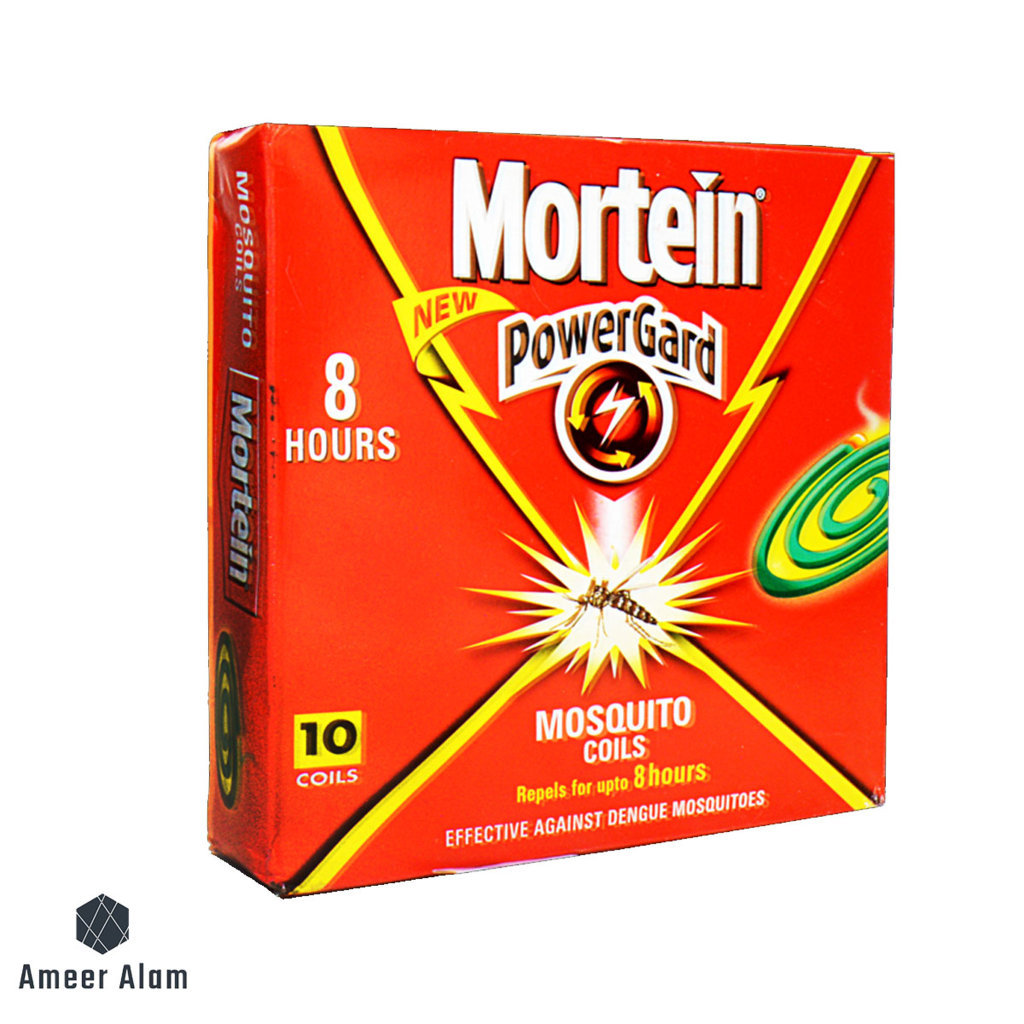 MOSQUITO
COILS
Mortein
Mortein®
NEW
PowerGard
8
HOURS
10
COILS
MOSQUITO
COILS
Repels for upto 8 hours
EFFECTIVE AGAINST DENGUE MOSQUITOES
Ameer Alam